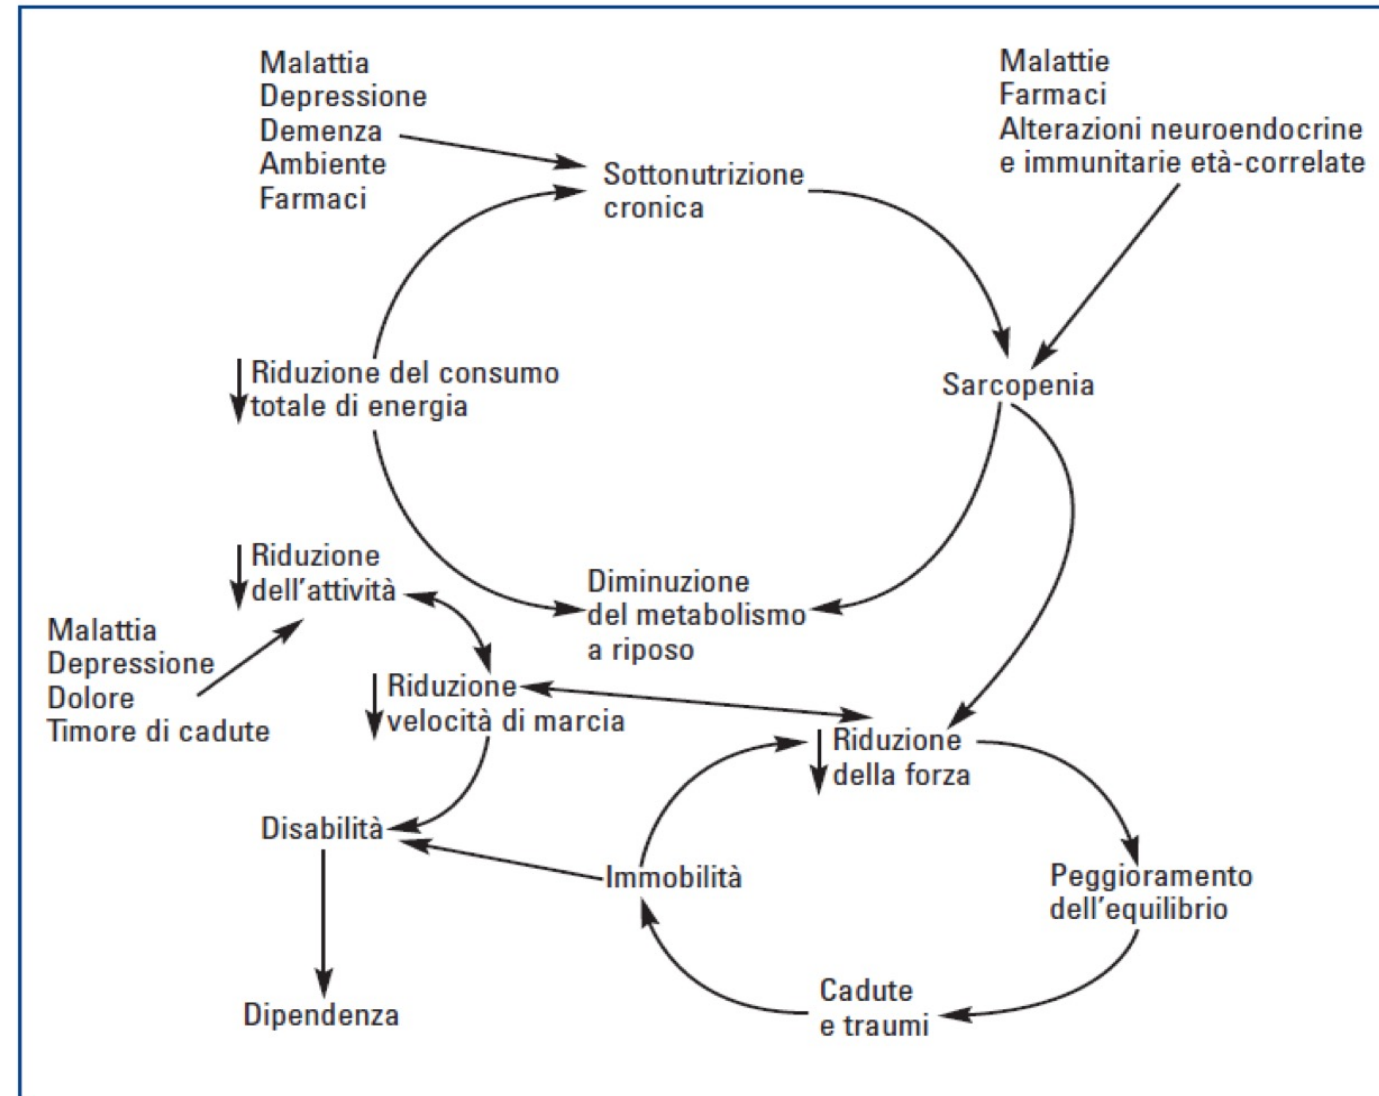 Malattia
Depressione
Demenza
Ambiente
Farmaci
Malattie
Farmaci
Alterazioni neuroendocrine
e immunitarie età-correlate
Sottonutrizione
cronica
Riduzione del consumo
totale di energia
Sarcopenia
Riduzione
dell'attività
Diminuzione
del metabolismo
a riposo
Malattia
Depressione
Dolore
Timore di cadute
Riduzione
velocità di marcia
Riduzione
della forza
Disabilità
Immobilità
Peggioramento
dell'equilibrio
Cadute
e traumi
Dipendenza